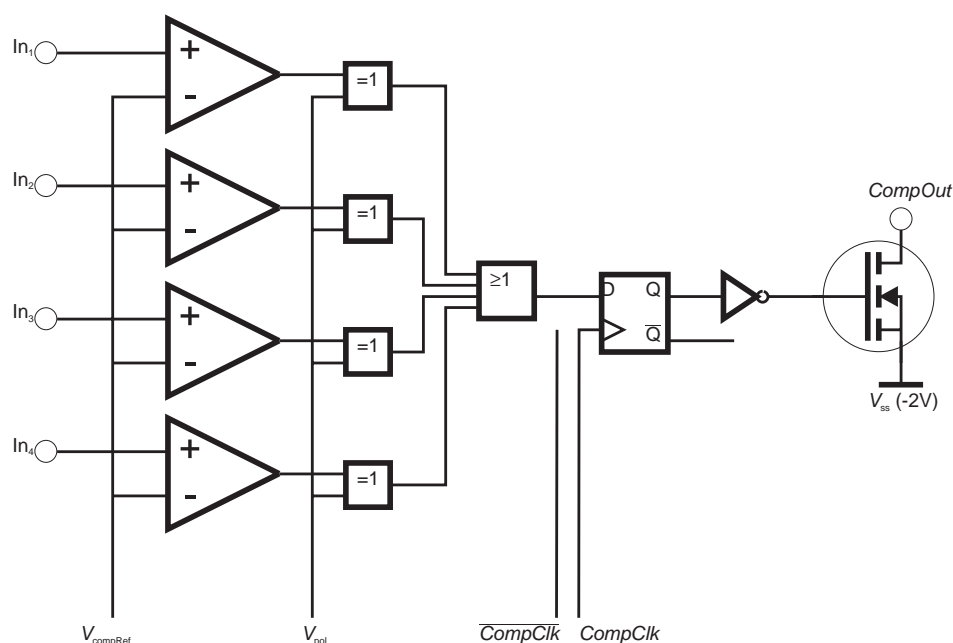 In1
+
-
=1
In2
+
-
=1
CompOut
≥1
D Q
Q
In3
+
-
=1
Vss (-2V)
In4
+
-
=1
VcompRef
Vpol
CompClk
CompClk